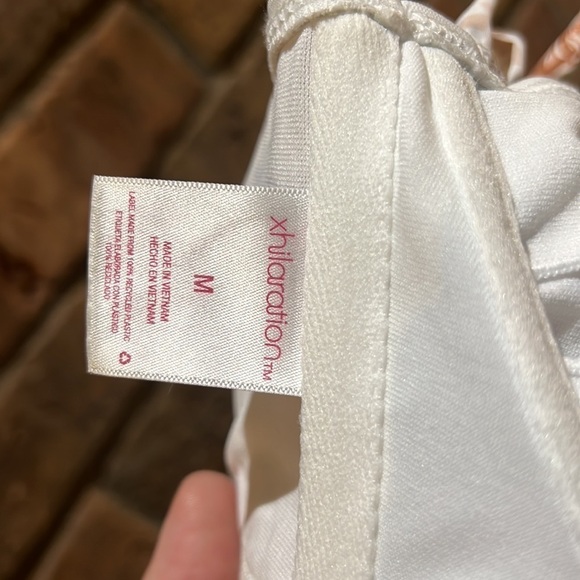 xhilaration™
M
MADE IN VIETNAM
HECHO EN VIETNAM
LABEL MADE FROM 100% RECYCLED PLASTIC
ETIQUETA ELABORADA CON PLÁSTICO
100% RECICLADO